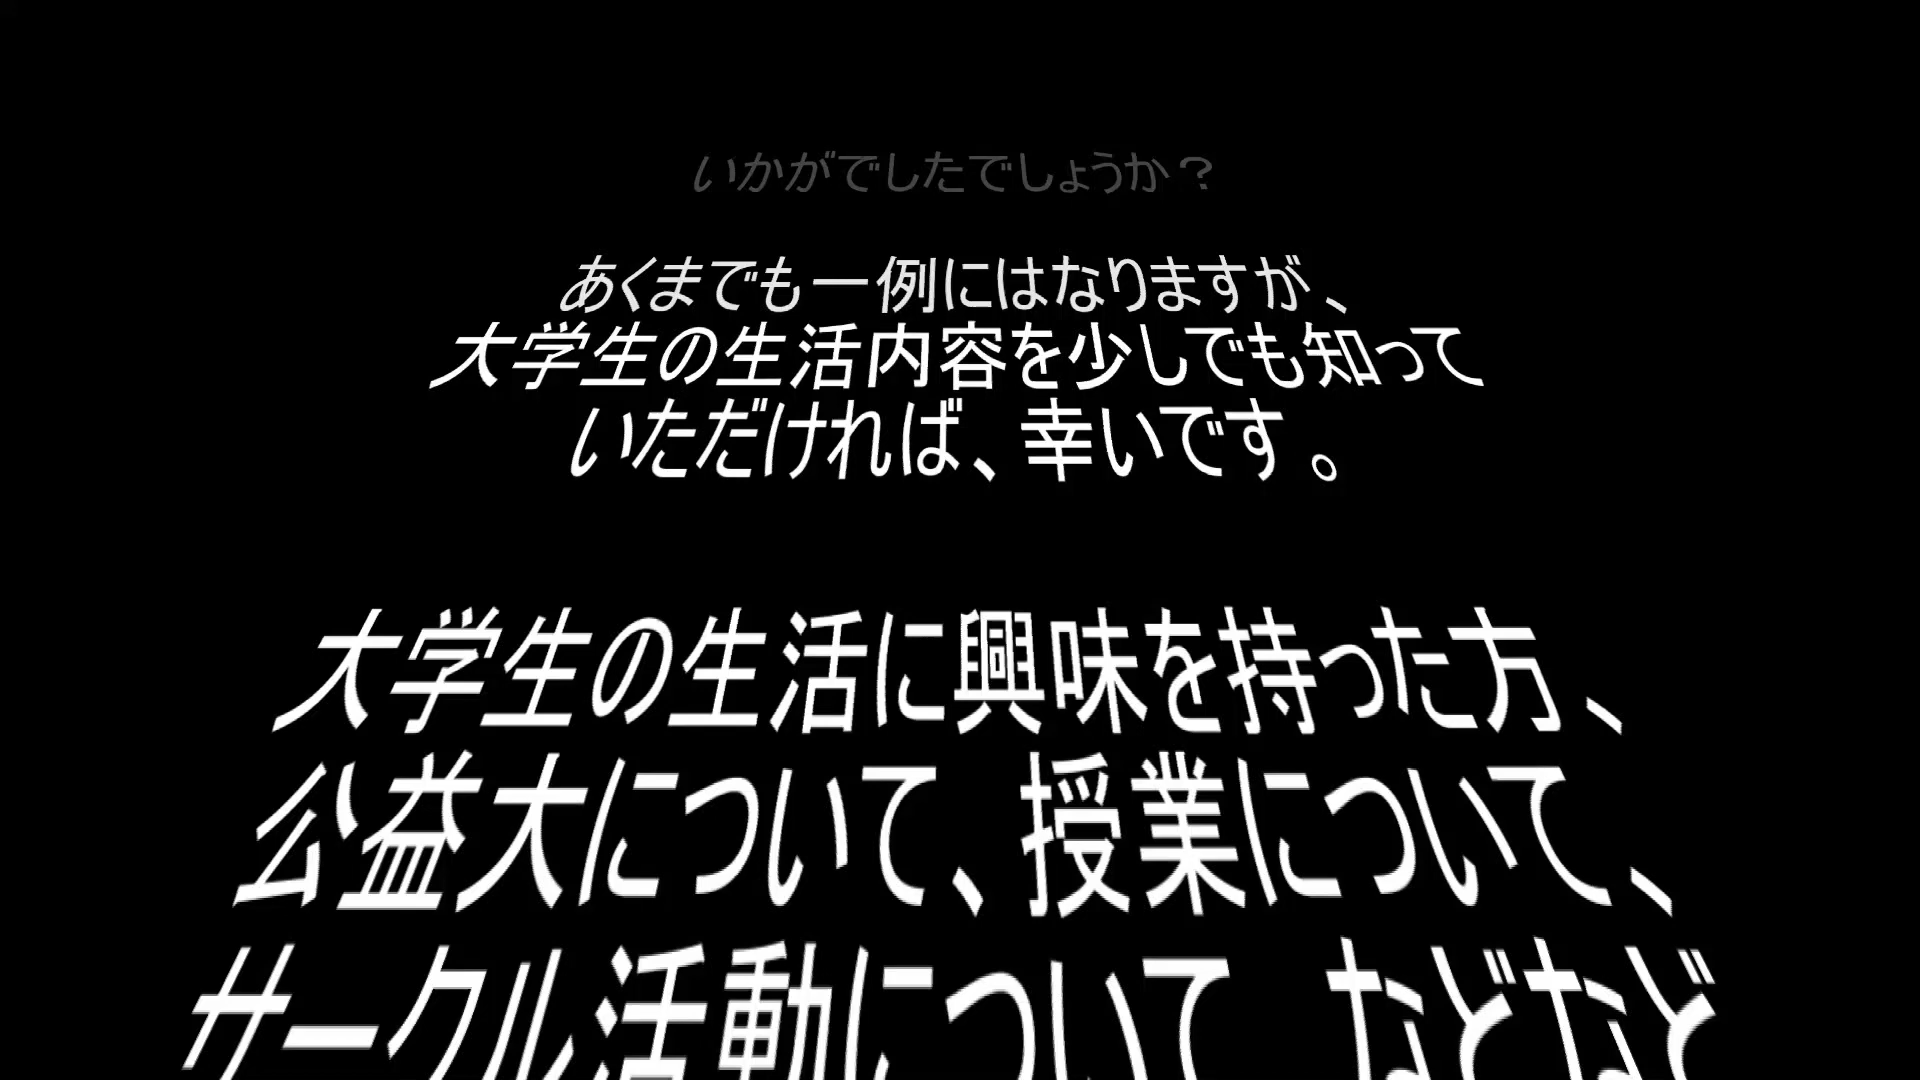 いかがでしたでしょうか？
あくまでも一例にはなりますが、
大学生の生活内容を少しでも知って
いただければ、幸いです。
大学生の生活に興味を持った方、
公益大について、授業について、
サークル活動について　などなど